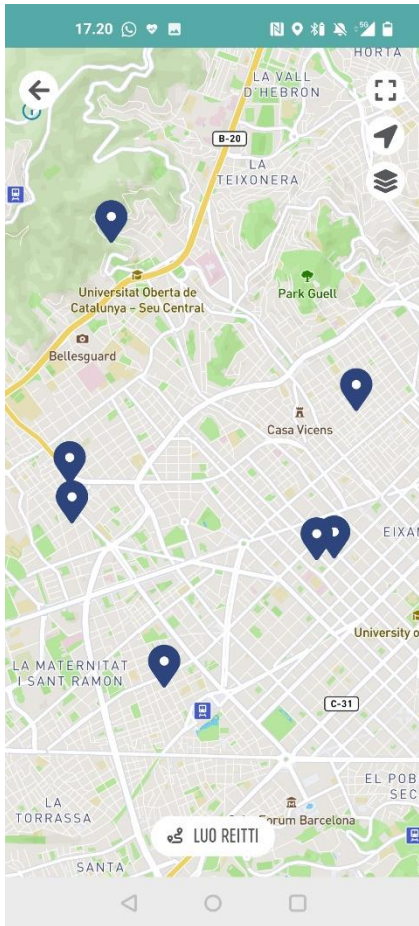 17.20
5G
HORTA
LA VALL
D'HEBRON
B-20
LA
TEIXONERA
Universitat Oberta de
Catalunya – Seu Central
Park Guell
Bellesguard
Casa Vicens
EIXAM
University o
LA MATERNITAT
I SANT RAMON
C-31
EL POB
SEC
LA
TORRASSA
Forum Barcelona
LUO REITTI
SANTA